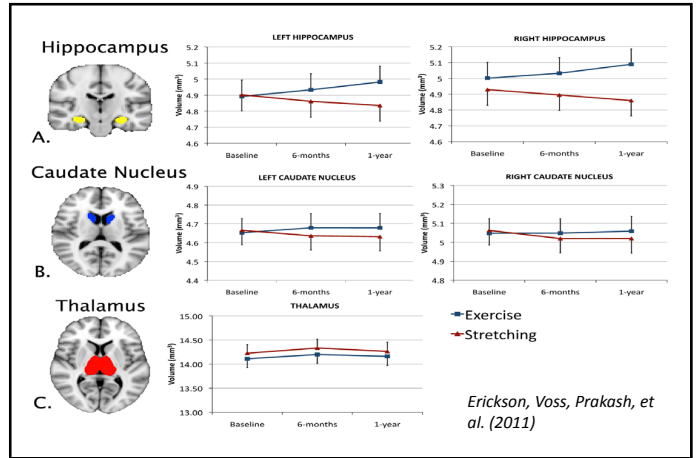 Hippocampus
A.
LEFT HIPPOCAMPUS
Volume (mm³)
5.2
5.1
5
4.9
4.8
4.7
4.6
Baseline 6-months 1-year
RIGHT HIPPOCAMPUS
Volume (mm³)
5.2
5.1
5
4.9
4.8
4.7
4.6
Baseline 6-months 1-year
Caudate Nucleus
B.
LEFT CAUDATE NUCLEUS
Volume (mm³)
4.9
4.8
4.7
4.6
4.5
4.4
Baseline 6-months 1-year
RIGHT CAUDATE NUCLEUS
Volume (mm³)
5.3
5.2
5.1
5
4.9
4.8
Baseline 6-months 1-year
Thalamus
C.
THALAMUS
Volume (mm³)
15.00
14.50
14.00
13.50
13.00
Baseline 6-months 1-year
Exercise
Stretching
Erickson, Voss, Prakash, et
al. (2011)